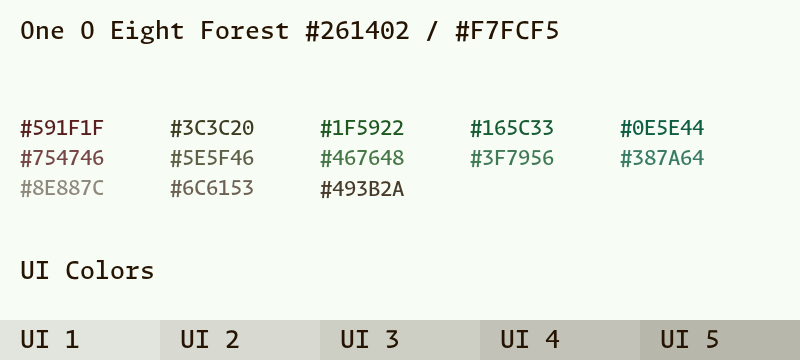 One O Eight Forest #261402 / #F7FCF5
#591F1F #3C3C20 #1F5922 #165C33 #0E5E44
#754746 #5E5F46 #467648 #3F7956 #387A64
#8E887C #6C6153 #493B2A
UI Colors
UI 1 UI 2 UI 3 UI 4 UI 5